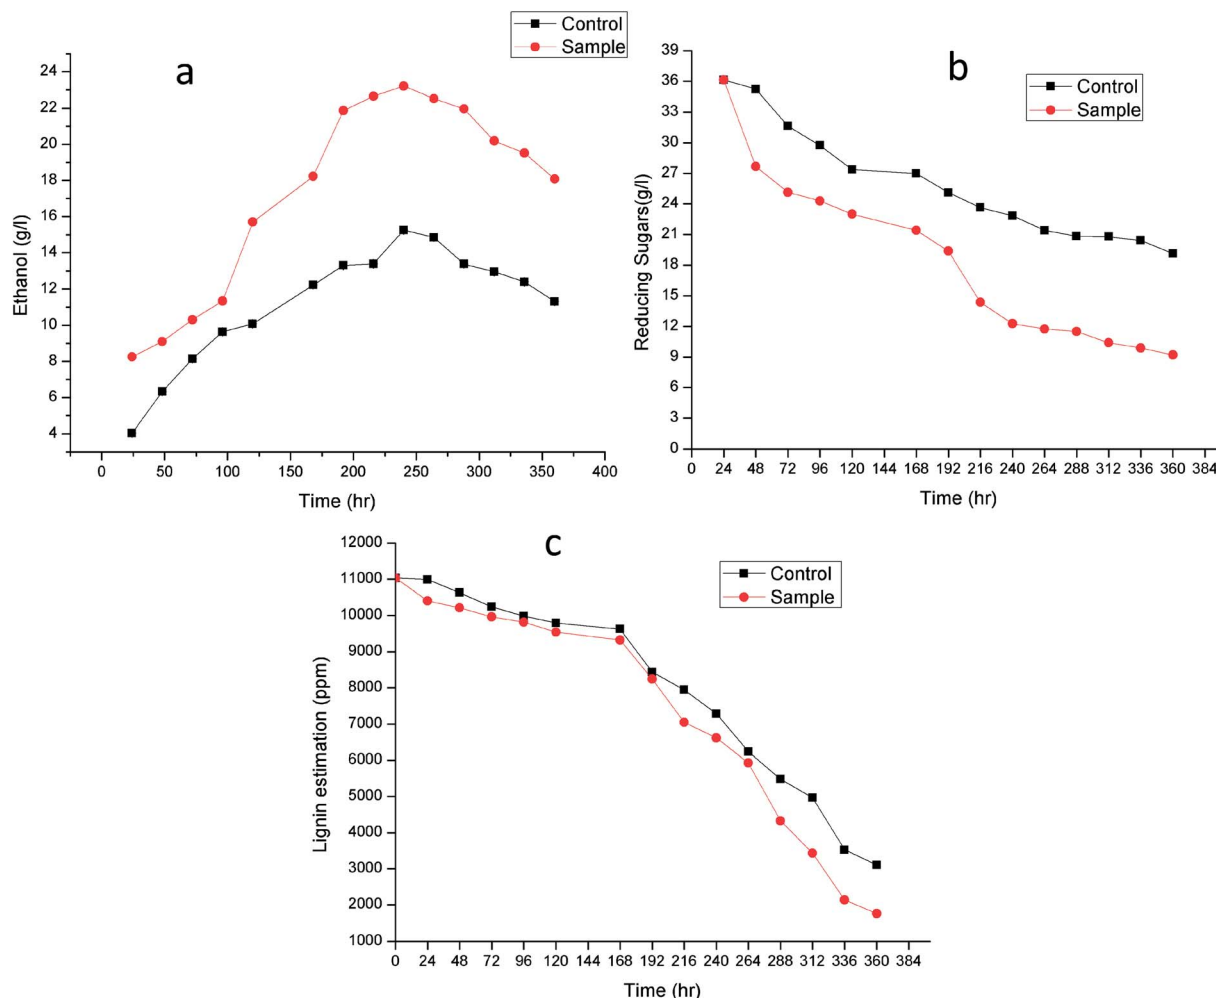 Control
Sample
a
24
22
20
18
16
14
12
10
8
6
4
Ethanol (g/l)
0 50 100 150 200 250 300 350 400
Time (hr)
b
Control
Sample
39
36
33
30
27
24
21
18
15
12
9
6
3
0
Reducing Sugars(g/l)
0 24 48 72 96 120 144 168 192 216 240 264 288 312 336 360 384
Time (hr)
c
Control
Sample
12000
11000
10000
9000
8000
7000
6000
5000
4000
3000
2000
1000
Lignin estimation (ppm)
0 24 48 72 96 120 144 168 192 216 240 264 288 312 336 360 384
Time (hr)